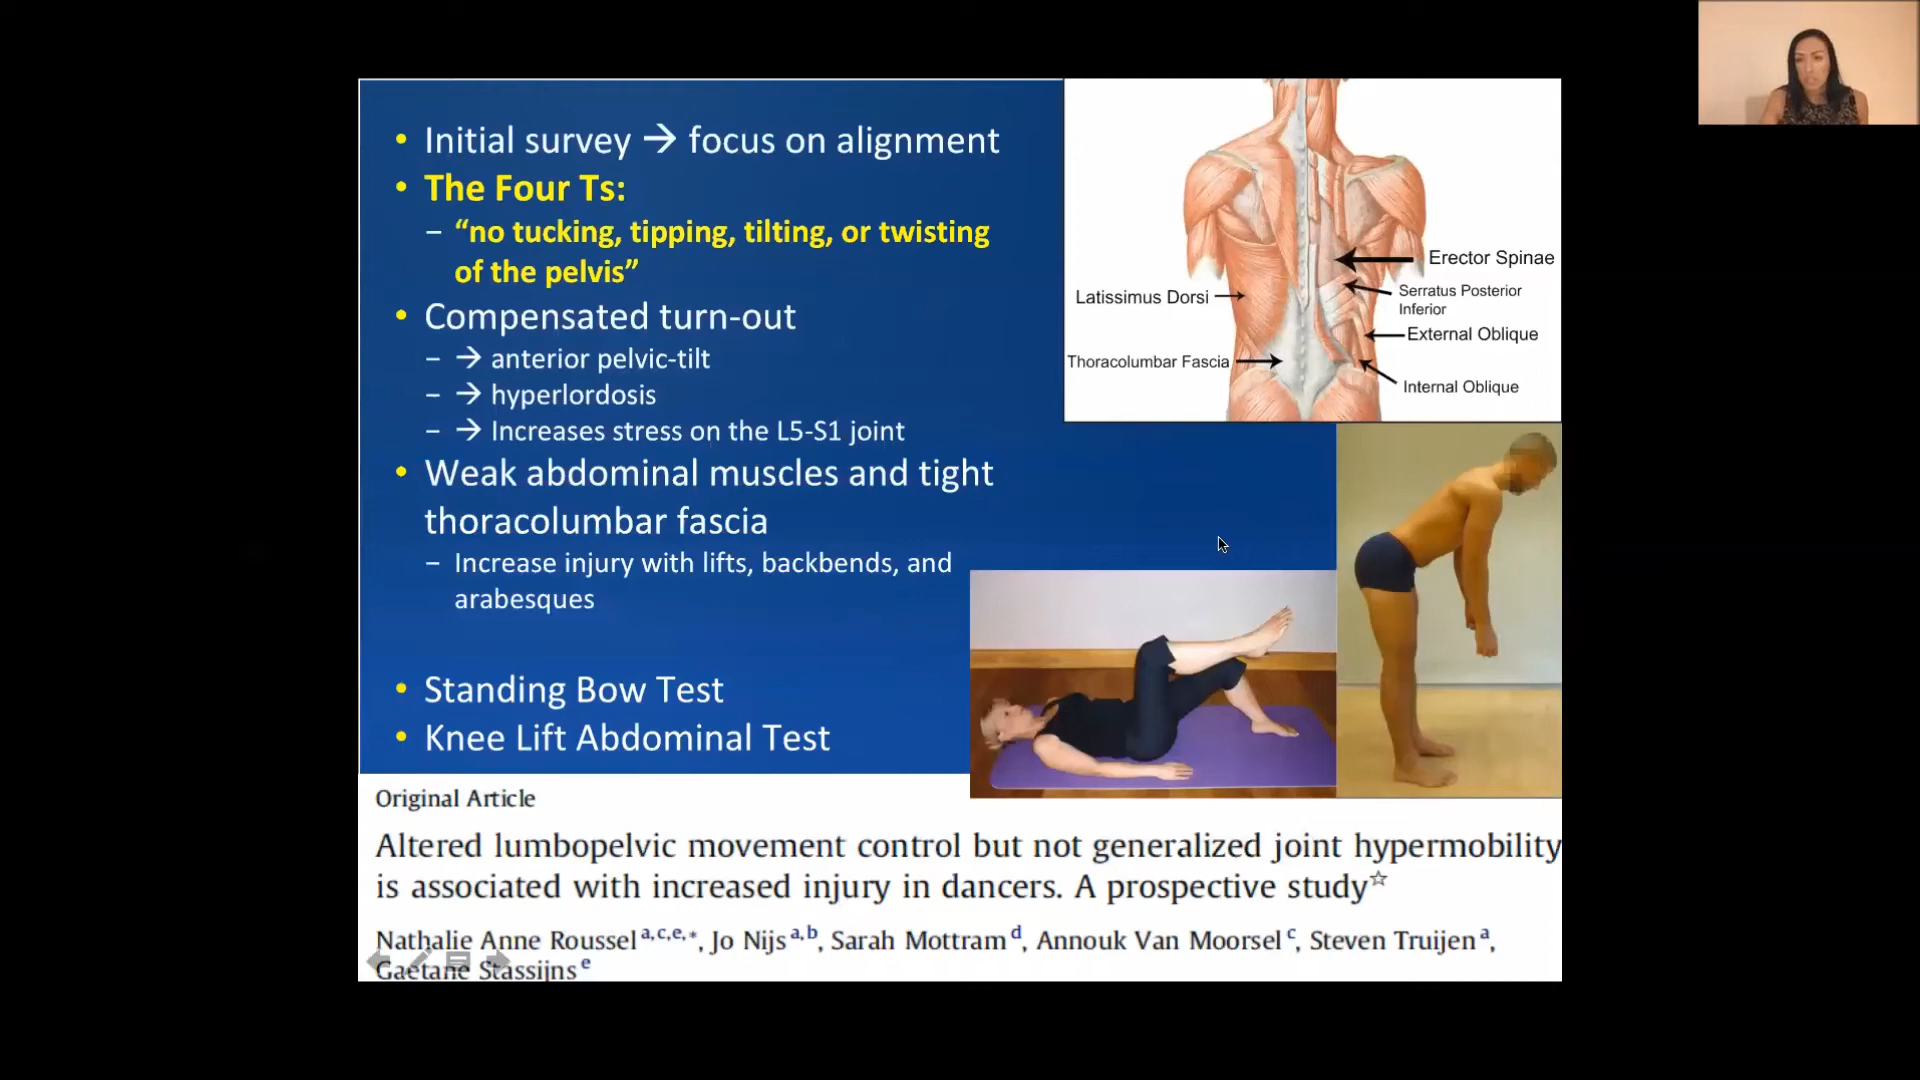 • Initial survey → focus on alignment
• The Four Ts:
– “no tucking, tipping, tilting, or twisting
of the pelvis”
• Compensated turn-out
– → anterior pelvic-tilt
– → hyperlordosis
– → Increases stress on the L5-S1 joint
• Weak abdominal muscles and tight
thoracolumbar fascia
– Increase injury with lifts, backbends, and
arabesques
• Standing Bow Test
• Knee Lift Abdominal Test
Erector Spinae
Latissimus Dorsi
Serratus Posterior
Inferior
External Oblique
Thoracolumbar Fascia
Internal Oblique
Original Article
Altered lumbopelvic movement control but not generalized joint hypermobility
is associated with increased injury in dancers. A prospective study☆
Nathalie Anne Roussel a,c,e,*, Jo Nijs a,b, Sarah Mottram d, Annouk Van Moorsel c, Steven Truijen a,
Gaetane Stassijns e